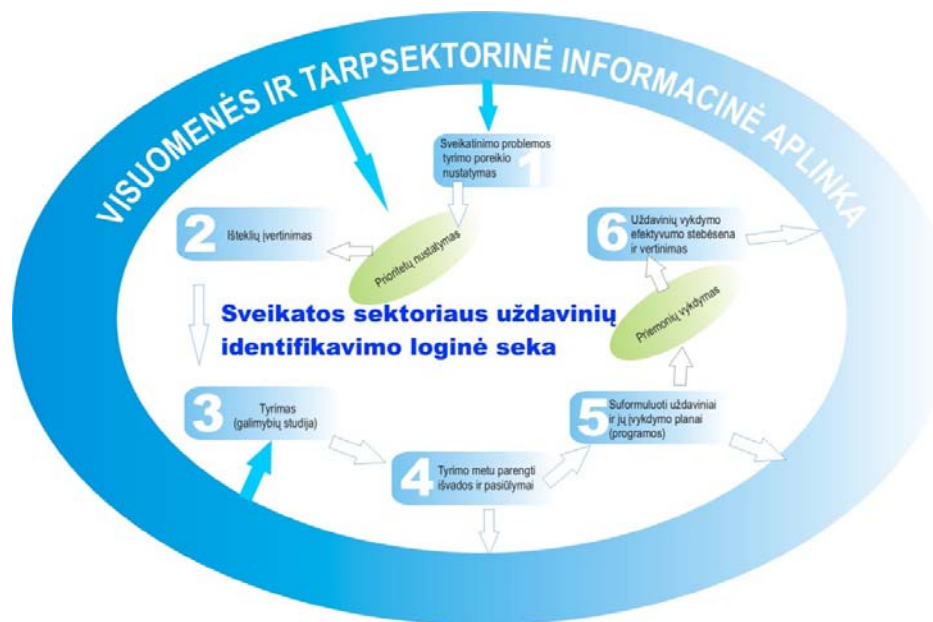 VISUOMENĖS IR TARPSEKTORINĖ INFORMACINĖ APLINKA
1
Sveikatinimo problemos
tyrimo poreikio
nustatymas
Prioritetų nustatymas
2
Išteklių įvertinimas
6
Uždavinių vykdymo
efektyvumo stebėsena
ir vertinimas
Priemonių vykdymas
Sveikatos sektoriaus uždavinių
identifikavimo loginė seka
3
Tyrimas
(galimybių studija)
4
Tyrimo metu parengti
išvados ir pasiūlymai
5
Suformuluoti uždaviniai
ir jų įvykdymo planai
(programos)